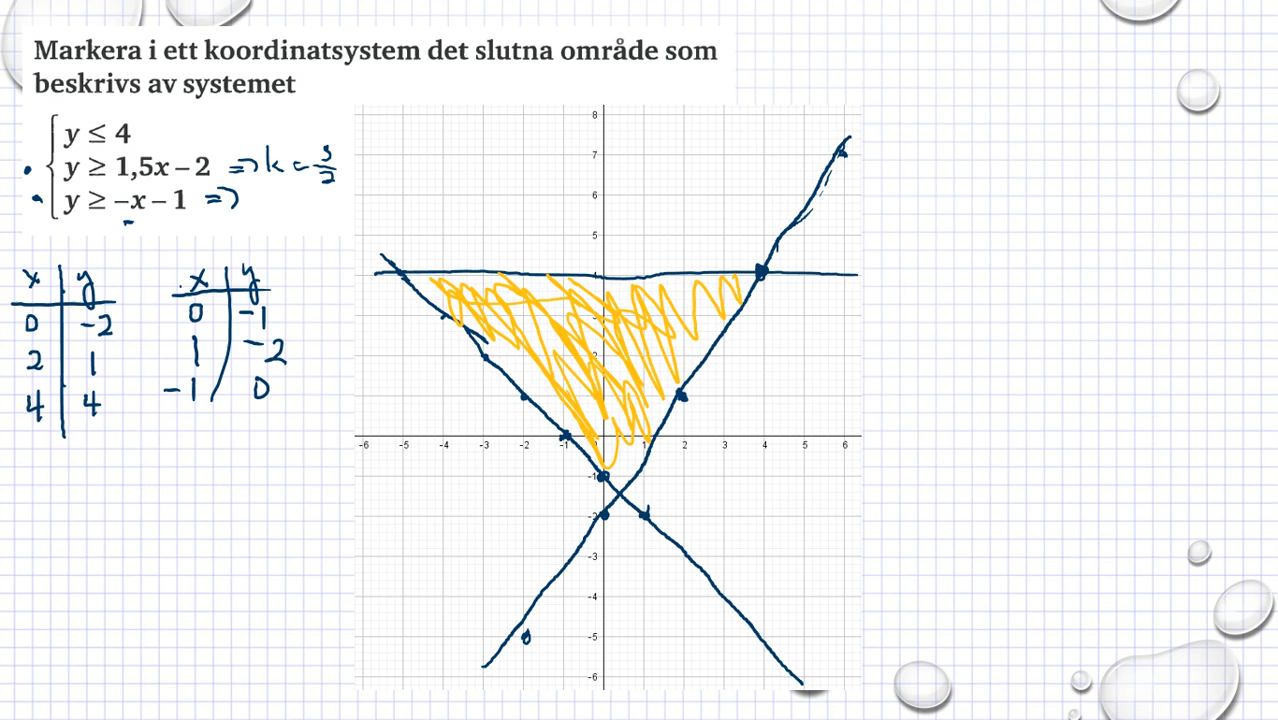 Markera i ett koordinatsystem det slutna område som
beskrivs av systemet
y ≤ 4
y ≥ 1,5x – 2 => k = 3/2
y ≥ –x – 1 =>
x y
0 -2
2 1
4 4
x y
0 -1
1 -2
-1 0
8
7
6
5
4
3
2
-6 -5 -4 -3 -2 -1 1 2 3 4 5 6
-1
-2
-3
-4
-5
-6